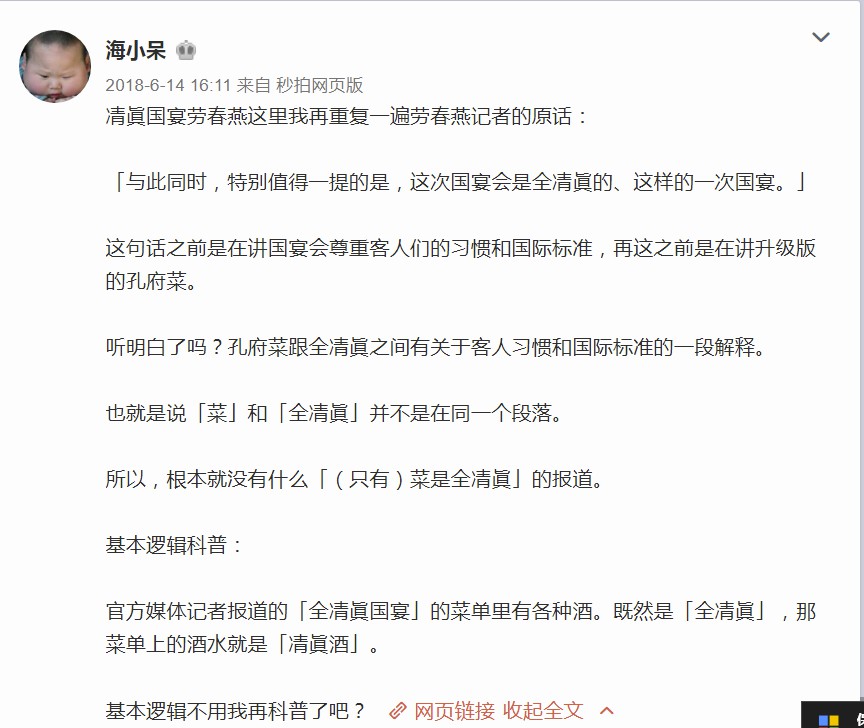 海小呆
2018-6-14 16:11 来自 秒拍网页版
凊眞国宴劳春燕这里我再重复一遍劳春燕记者的原话：
「与此同时，特别值得一提的是，这次国宴会是全凊眞的、这样的一次国宴。」
这句话之前是在讲国宴会尊重客人们的习惯和国际标准，再这之前是在讲升级版
的孔府菜。
听明白了吗？孔府菜跟全凊眞之间有关于客人习惯和国际标准的一段解释。
也就是说「菜」和「全凊眞」并不是在同一个段落。
所以，根本就没有什么「（只有）菜是全凊眞」的报道。
基本逻辑科普：
官方媒体记者报道的「全凊眞国宴」的菜单里有各种酒。既然是「全凊眞」，那
菜单上的酒水就是「凊眞酒」。
基本逻辑不用我再科普了吧？ 网页链接 收起全文